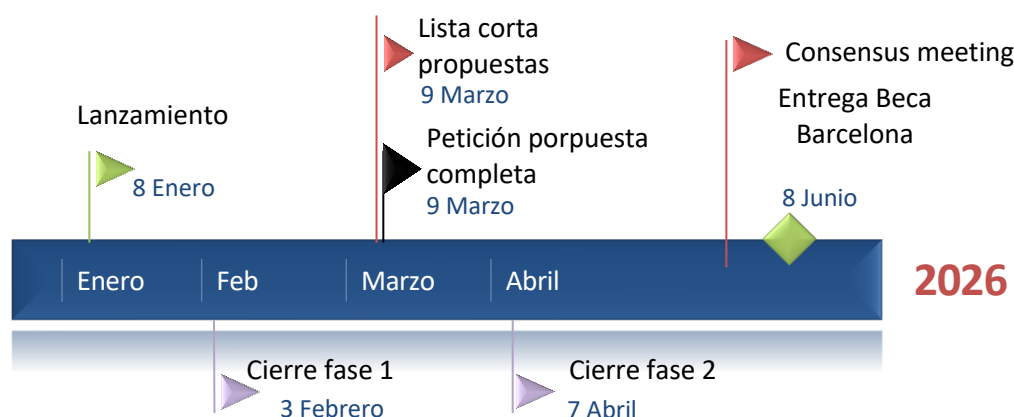 Lista corta
propuestas
9 Marzo
Consensus meeting
Entrega Beca
Barcelona
Lanzamiento
8 Enero
Petición porpuesta
completa
9 Marzo
8 Junio
Enero
Feb
Marzo
Abril
2026
Cierre fase 1
3 Febrero
Cierre fase 2
7 Abril